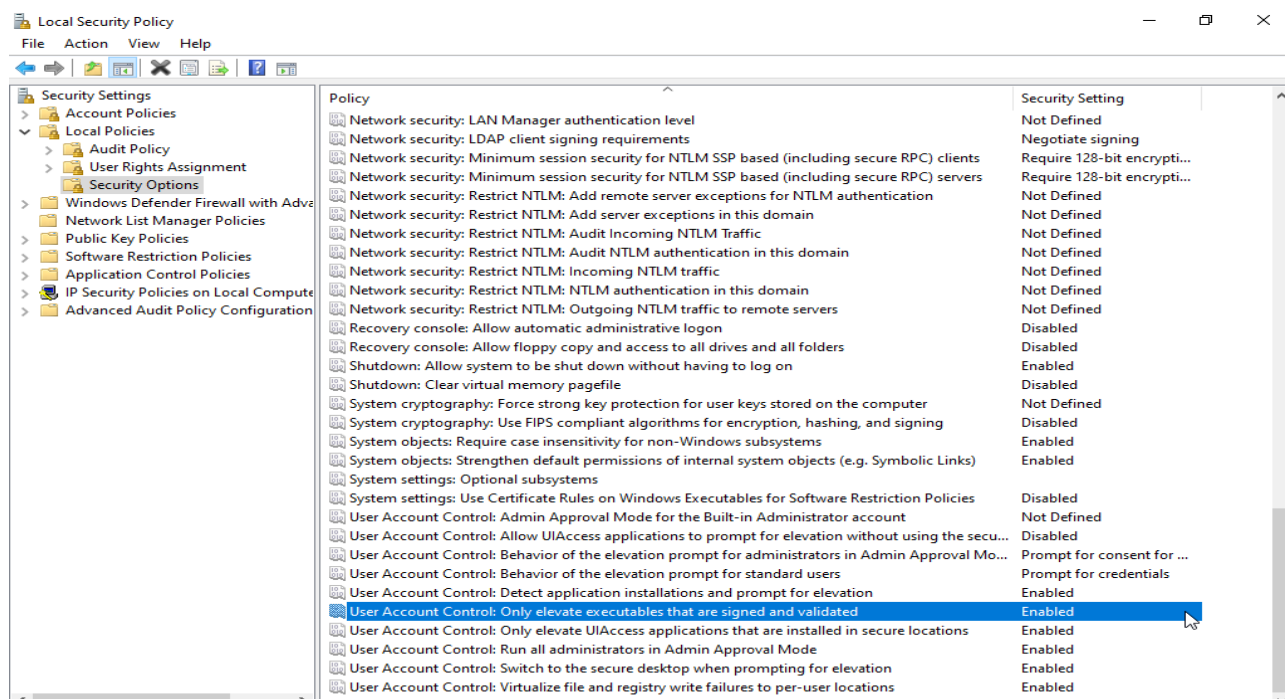 Local Security Policy
File Action View Help
Security Settings
Account Policies
Local Policies
Audit Policy
User Rights Assignment
Security Options
Windows Defender Firewall with Adva
Network List Manager Policies
Public Key Policies
Software Restriction Policies
Application Control Policies
IP Security Policies on Local Compute
Advanced Audit Policy Configuration
Policy Security Setting
Network security: LAN Manager authentication level Not Defined
Network security: LDAP client signing requirements Negotiate signing
Network security: Minimum session security for NTLM SSP based (including secure RPC) clients Require 128-bit encrypti...
Network security: Minimum session security for NTLM SSP based (including secure RPC) servers Require 128-bit encrypti...
Network security: Restrict NTLM: Add remote server exceptions for NTLM authentication Not Defined
Network security: Restrict NTLM: Add server exceptions in this domain Not Defined
Network security: Restrict NTLM: Audit Incoming NTLM Traffic Not Defined
Network security: Restrict NTLM: Audit NTLM authentication in this domain Not Defined
Network security: Restrict NTLM: Incoming NTLM traffic Not Defined
Network security: Restrict NTLM: NTLM authentication in this domain Not Defined
Network security: Restrict NTLM: Outgoing NTLM traffic to remote servers Not Defined
Recovery console: Allow automatic administrative logon Disabled
Recovery console: Allow floppy copy and access to all drives and all folders Disabled
Shutdown: Allow system to be shut down without having to log on Enabled
Shutdown: Clear virtual memory pagefile Disabled
System cryptography: Force strong key protection for user keys stored on the computer Not Defined
System cryptography: Use FIPS compliant algorithms for encryption, hashing, and signing Disabled
System objects: Require case insensitivity for non-Windows subsystems Enabled
System objects: Strengthen default permissions of internal system objects (e.g. Symbolic Links) Enabled
System settings: Optional subsystems
System settings: Use Certificate Rules on Windows Executables for Software Restriction Policies Disabled
User Account Control: Admin Approval Mode for the Built-in Administrator account Not Defined
User Account Control: Allow UIAccess applications to prompt for elevation without using the secu... Disabled
User Account Control: Behavior of the elevation prompt for administrators in Admin Approval Mo... Prompt for consent for ...
User Account Control: Behavior of the elevation prompt for standard users Prompt for credentials
User Account Control: Detect application installations and prompt for elevation Enabled
User Account Control: Only elevate executables that are signed and validated Enabled
User Account Control: Only elevate UIAccess applications that are installed in secure locations Enabled
User Account Control: Run all administrators in Admin Approval Mode Enabled
User Account Control: Switch to the secure desktop when prompting for elevation Enabled
User Account Control: Virtualize file and registry write failures to per-user locations Enabled